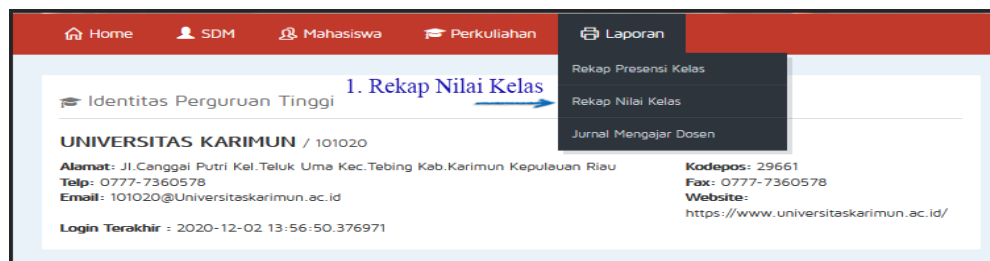 Home SDM Mahasiswa Perkuliahan Laporan
Rekap Presensi Kelas
Rekap Nilai Kelas
Jurnal Mengajar Dosen
1. Rekap Nilai Kelas
Identitas Perguruan Tinggi
UNIVERSITAS KARIMUN / 101020
Alamat: Jl.Canggai Putri Kel.Teluk Uma Kec.Tebing Kab.Karimun Kepulauan Riau
Telp: 0777-7360578
Email: 101020@Universitaskarimun.ac.id
Login Terakhir : 2020-12-02 13:56:50.376971
Kodepos: 29661
Fax: 0777-7360578
Website:
https://www.universitaskarimun.ac.id/